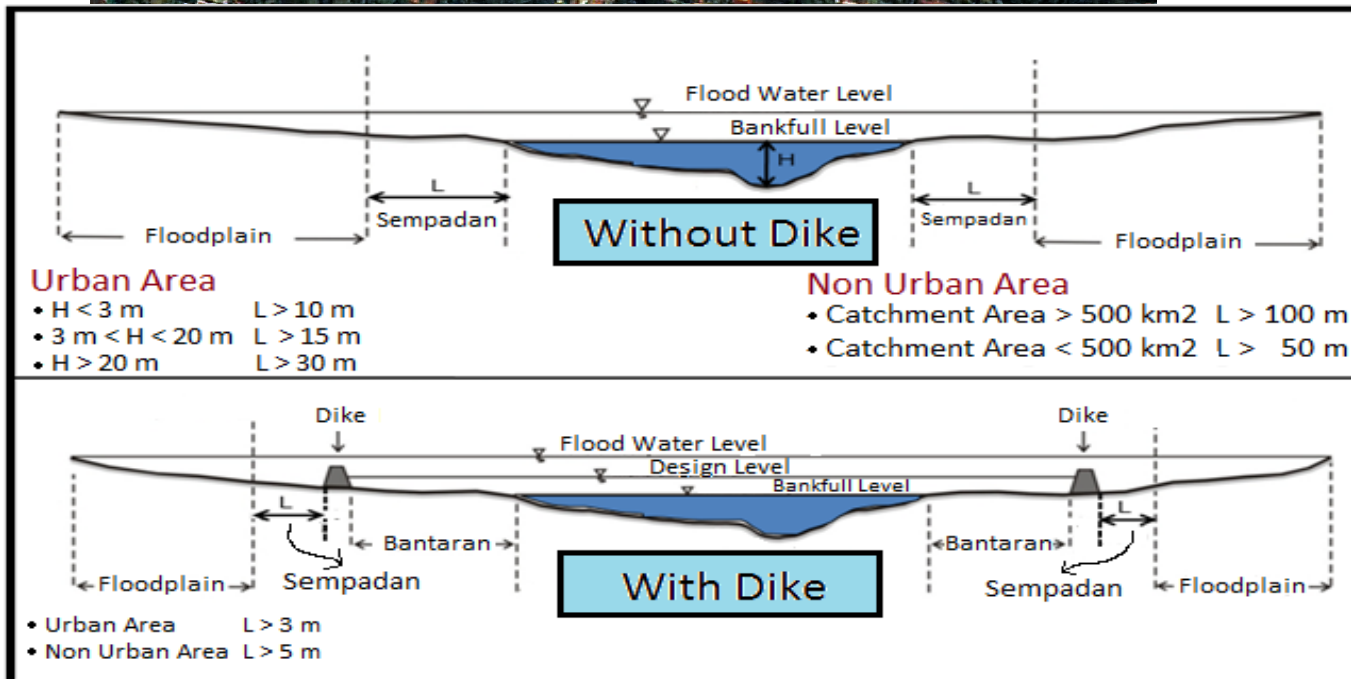 Flood Water Level
Bankfull Level
H
L
L
Sempadan
Sempadan
Floodplain
Floodplain
Without Dike
Urban Area
• H < 3 m L > 10 m
• 3 m < H < 20 m L > 15 m
• H > 20 m L > 30 m
Non Urban Area
• Catchment Area > 500 km2 L > 100 m
• Catchment Area < 500 km2 L > 50 m
Dike
Dike
Flood Water Level
Design Level
Bankfull Level
L
L
Bantaran
Bantaran
Floodplain
Sempadan
Sempadan
Floodplain
With Dike
• Urban Area L > 3 m
• Non Urban Area L > 5 m